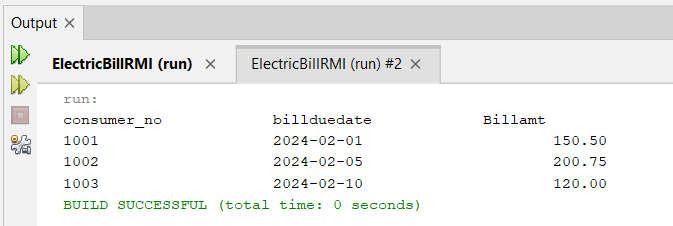 Output
ElectricBillRMI (run) ElectricBillRMI (run) #2
run:
consumer_no billduedate Billamt
1001 2024-02-01 150.50
1002 2024-02-05 200.75
1003 2024-02-10 120.00
BUILD SUCCESSFUL (total time: 0 seconds)